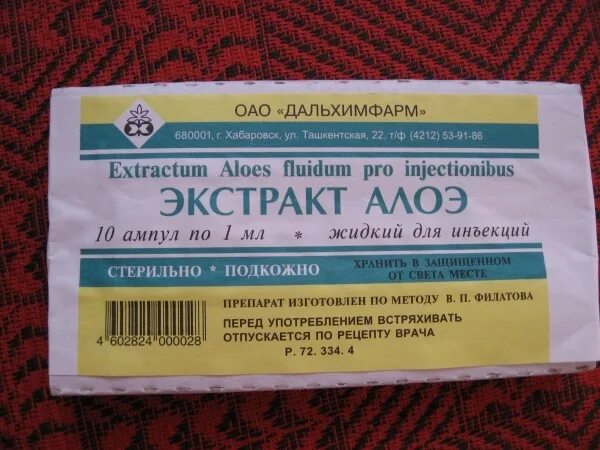 ОАО «ДАЛЬХИМФАРМ»
680001, г. Хабаровск, ул. Ташкентская, 22, т/ф (4212) 53-91-86
Extractum Aloes fluidum pro injectionibus
ЭКСТРАКТ АЛОЭ
10 ампул по 1 мл * жидкий для инъекций
СТЕРИЛЬНО * ПОДКОЖНО
ХРАНИТЬ В ЗАЩИЩЕННОМ
ОТ СВЕТА МЕСТЕ
ПРЕПАРАТ ИЗГОТОВЛЕН ПО МЕТОДУ В. П. ФИЛАТОВА
ПЕРЕД УПОТРЕБЛЕНИЕМ ВСТРЯХИВАТЬ
ОТПУСКАЕТСЯ ПО РЕЦЕПТУ ВРАЧА
Р. 72. 334. 4
4 602824 000028